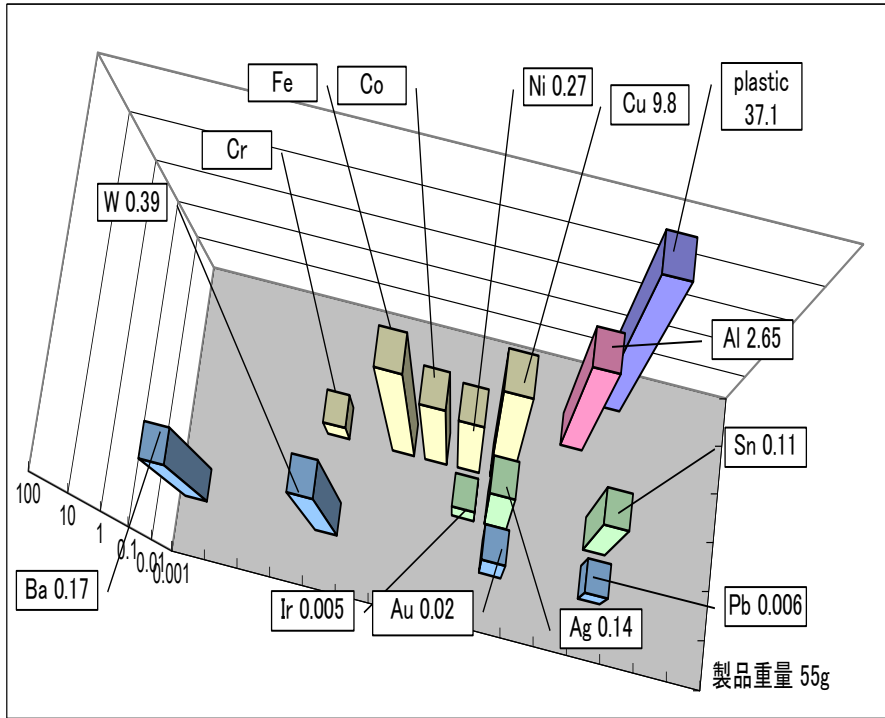 Fe
Co
Ni 0.27
Cu 9.8
plastic
37.1
Cr
W 0.39
Al 2.65
Sn 0.11
100
10
1
0.1
0.01
0.001
Ba 0.17
Ir 0.005
Au 0.02
Ag 0.14
Pb 0.006
製品重量 55g